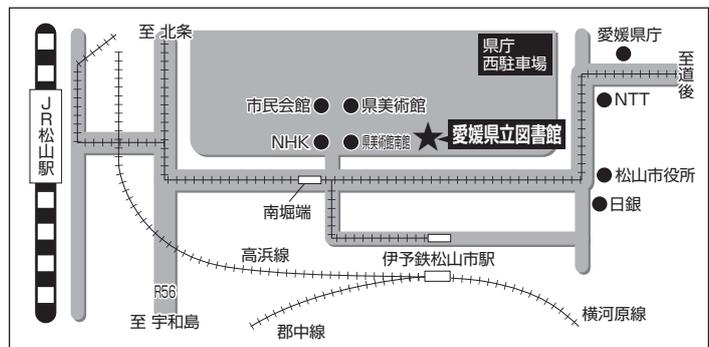 至 北条
県庁
西駐車場
愛媛県庁
至道後
JR松山駅
市民会館
県美術館
NTT
NHK
県美術館南館
愛媛県立図書館
松山市役所
南堀端
日銀
高浜線
伊予鉄松山市駅
R56
至 宇和島
郡中線
横河原線